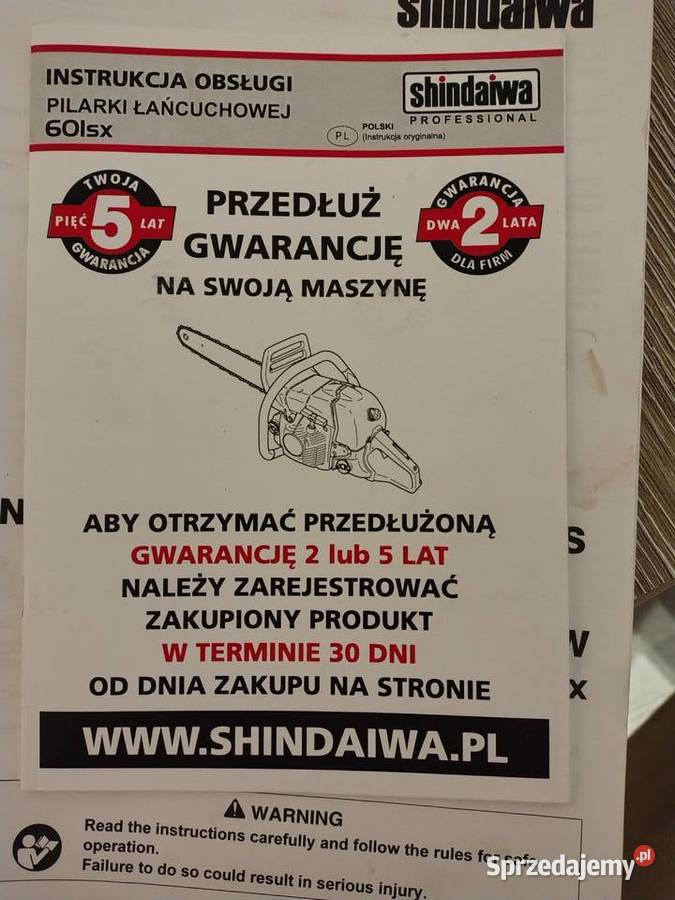 shindaiwa
INSTRUKCJA OBSŁUGI
PILARKI ŁAŃCUCHOWEJ
601sx
shindaiwa
PROFESSIONAL
PL
POLSKI
(Instrukcja oryginalna)
TWOJA
PIĘĆ 5 LAT
GWARANCJA
PRZEDŁUŻ
GWARANCJĘ
NA SWOJĄ MASZYNĘ
GWARANCJA
DWA 2 LATA
DLA FIRM
ABY OTRZYMAĆ PRZEDŁUŻONĄ
GWARANCJĘ 2 lub 5 LAT
NALEŻY ZAREJESTROWAĆ
ZAKUPIONY PRODUKT
W TERMINIE 30 DNI
OD DNIA ZAKUPU NA STRONIE
WWW.SHINDAIWA.PL
N
S
W
x
WARNING
Read the instructions carefully and follow the rules for safe
operation.
Failure to do so could result in serious injury.
Sprzedajemy.pl